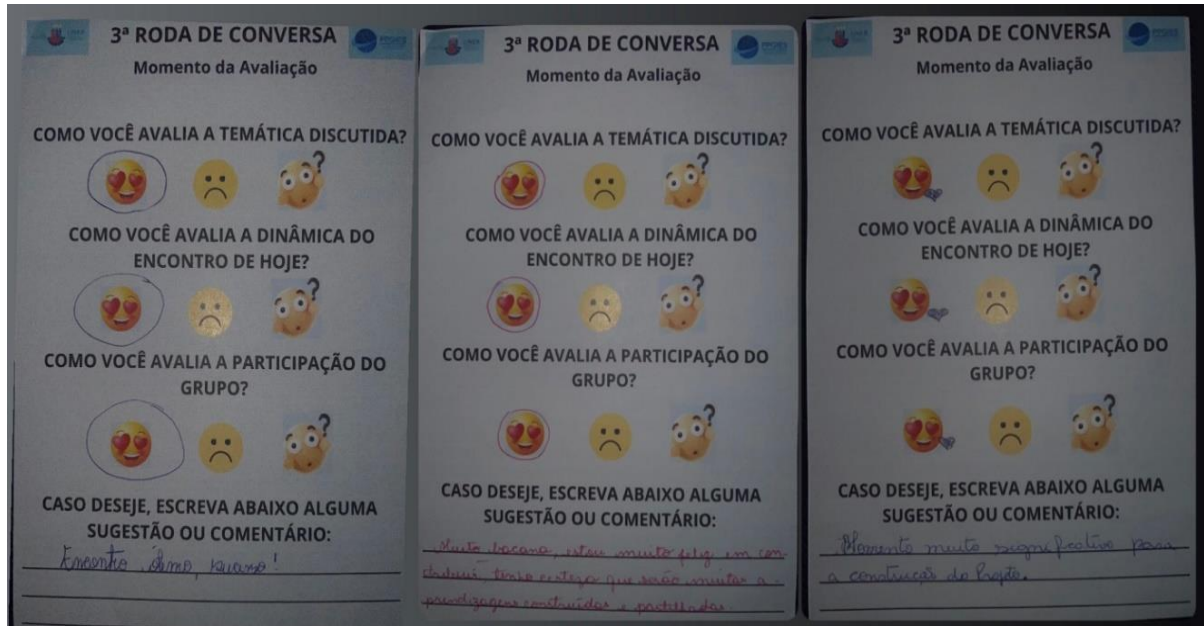 3ª RODA DE CONVERSA
Momento da Avaliação
COMO VOCÊ AVALIA A TEMÁTICA DISCUTIDA?
COMO VOCÊ AVALIA A DINÂMICA DO
ENCONTRO DE HOJE?
COMO VOCÊ AVALIA A PARTICIPAÇÃO DO
GRUPO?
CASO DESEJE, ESCREVA ABAIXO ALGUMA
SUGESTÃO OU COMENTÁRIO:
Encontro
3ª RODA DE CONVERSA
Momento da Avaliação
COMO VOCÊ AVALIA A TEMÁTICA DISCUTIDA?
COMO VOCÊ AVALIA A DINÂMICA DO
ENCONTRO DE HOJE?
COMO VOCÊ AVALIA A PARTICIPAÇÃO DO
GRUPO?
CASO DESEJE, ESCREVA ABAIXO ALGUMA
SUGESTÃO OU COMENTÁRIO:
Muito bacana, estou muito feliz em con
tribuir, tenho certeza que serão muitas a
prendizagens construídas e partilhadas.
3ª RODA DE CONVERSA
Momento da Avaliação
COMO VOCÊ AVALIA A TEMÁTICA DISCUTIDA?
COMO VOCÊ AVALIA A DINÂMICA DO
ENCONTRO DE HOJE?
COMO VOCÊ AVALIA A PARTICIPAÇÃO DO
GRUPO?
CASO DESEJE, ESCREVA ABAIXO ALGUMA
SUGESTÃO OU COMENTÁRIO:
Momento muito significativo para
a construção do Projeto.